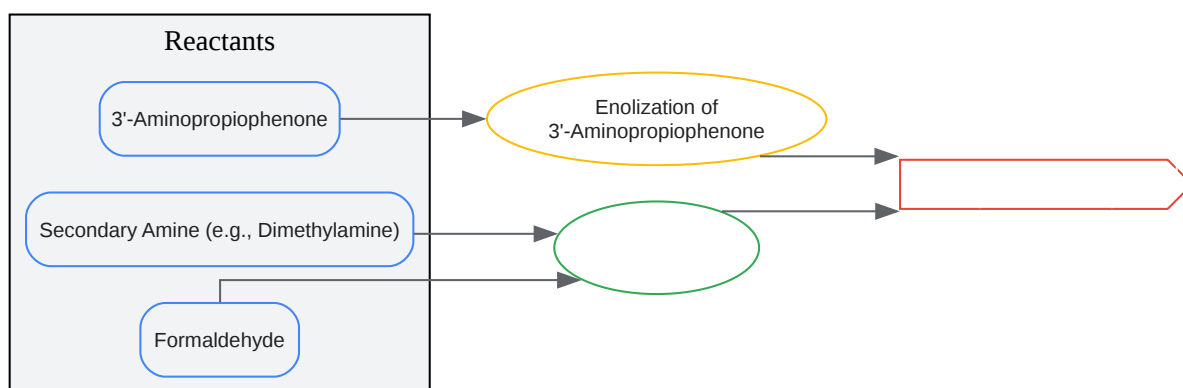 Reactants
3'-Aminopropiophenone
Enolization of
3'-Aminopropiophenone
Secondary Amine (e.g., Dimethylamine)
Formaldehyde